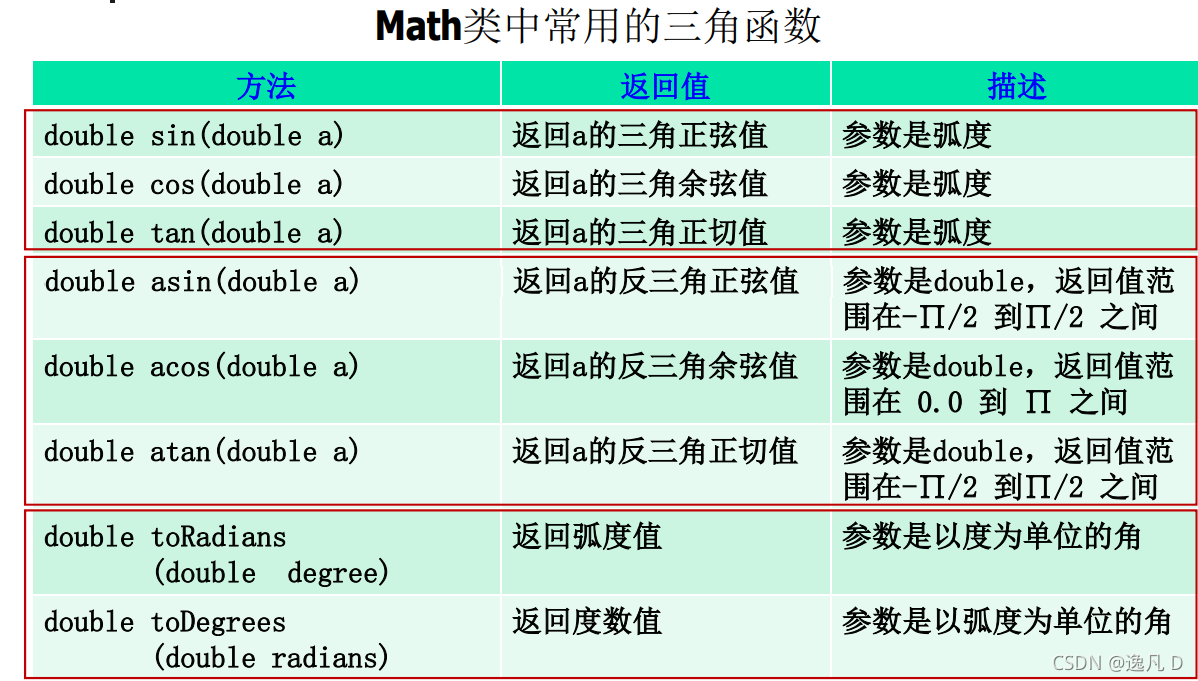 Math类中常用的三角函数
方法 返回值 描述
double sin(double a) 返回a的三角正弦值 参数是弧度
double cos(double a) 返回a的三角余弦值 参数是弧度
double tan(double a) 返回a的三角正切值 参数是弧度
double asin(double a) 返回a的反三角正弦值 参数是double，返回值范
围在-∏/2 到∏/2 之间
double acos(double a) 返回a的反三角余弦值 参数是double，返回值范
围在 0.0 到 ∏ 之间
double atan(double a) 返回a的反三角正切值 参数是double，返回值范
围在-∏/2 到∏/2 之间
double toRadians 返回弧度值 参数是以度为单位的角
(double degree)
double toDegrees 返回度数值 参数是以弧度为单位的角
(double radians)
CSDN @逸凡 D